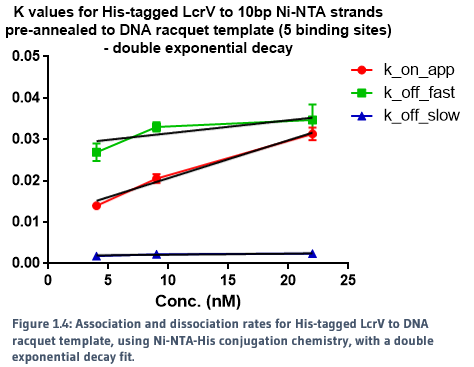 K values for His-tagged LcrV to 10bp Ni-NTA strands
pre-annealed to DNA racquet template (5 binding sites)
- double exponential decay
0.05
0.04
0.03
0.02
0.01
0.00
0
5
10
15
20
25
Conc. (nM)
k_on_app
k_off_fast
k_off_slow
Figure 1.4: Association and dissociation rates for His-tagged LcrV to DNA
racquet template, using Ni-NTA-His conjugation chemistry, with a double
exponential decay fit.